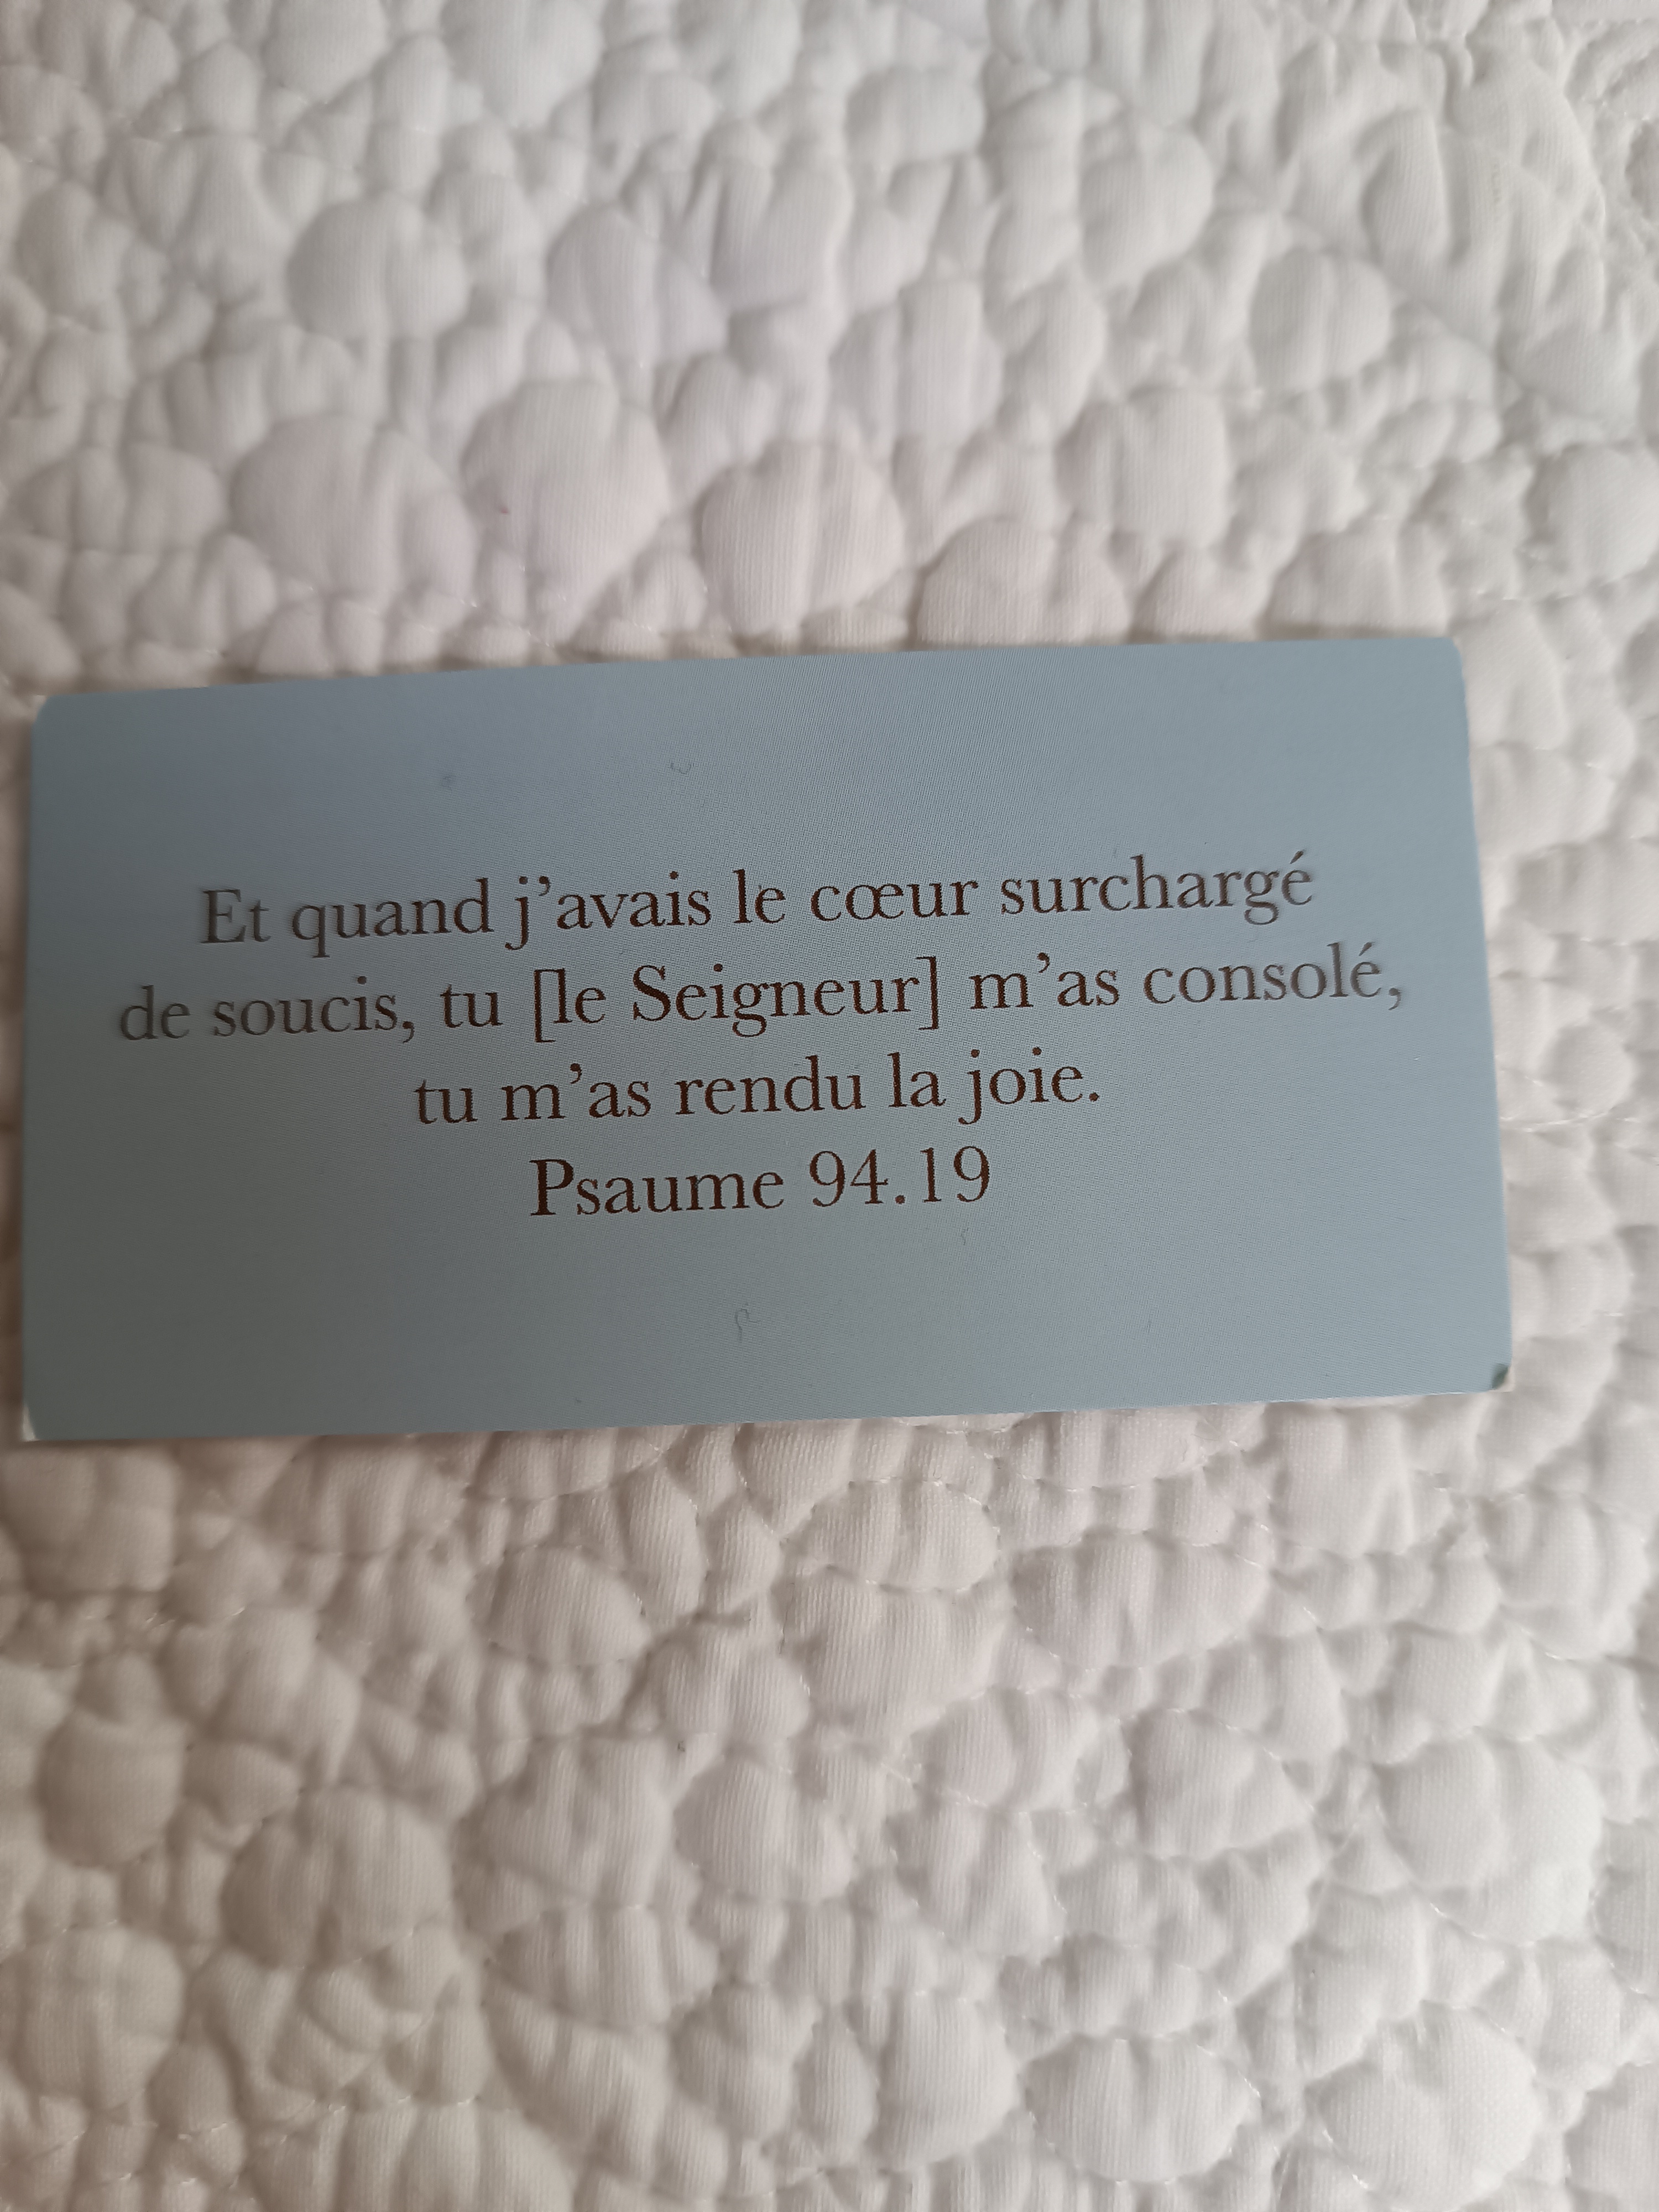 Et quand j’avais le cœur surchargé
de soucis, tu [le Seigneur] m’as consolé,
tu m’as rendu la joie.
Psaume 94.19